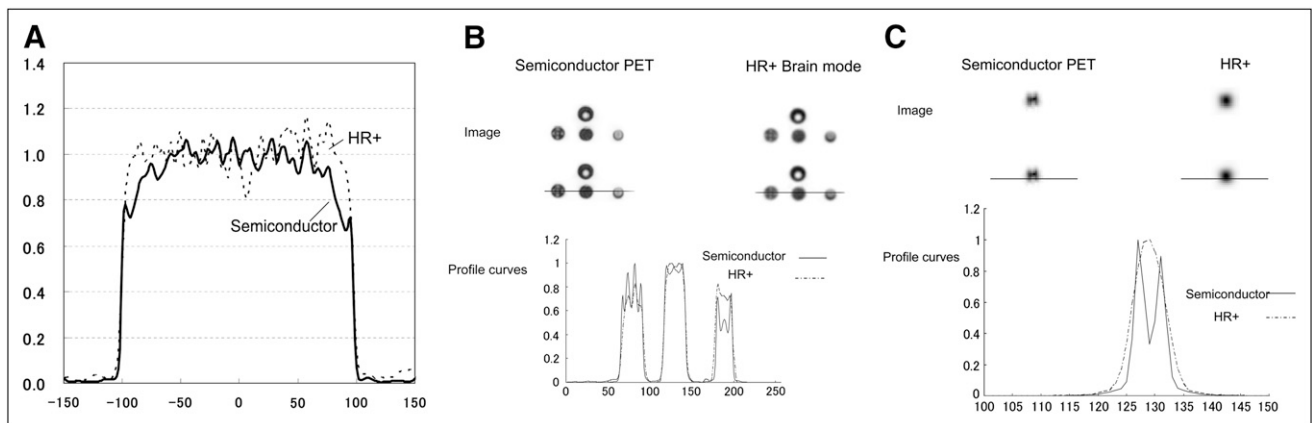 A
1.4
1.2
1.0
0.8
0.6
0.4
0.2
0.0
-150 -100 -50 0 50 100 150
HR+
Semiconductor
B
Semiconductor PET HR+ Brain mode
Image
Profile curves
Semiconductor
HR+
1.2
1
0.8
0.6
0.4
0.2
0
0 50 100 150 200 250
C
Semiconductor PET HR+
Image
Profile curves
Semiconductor
HR+
1.2
1
0.8
0.6
0.4
0.2
0
100 105 110 115 120 125 130 135 140 145 150